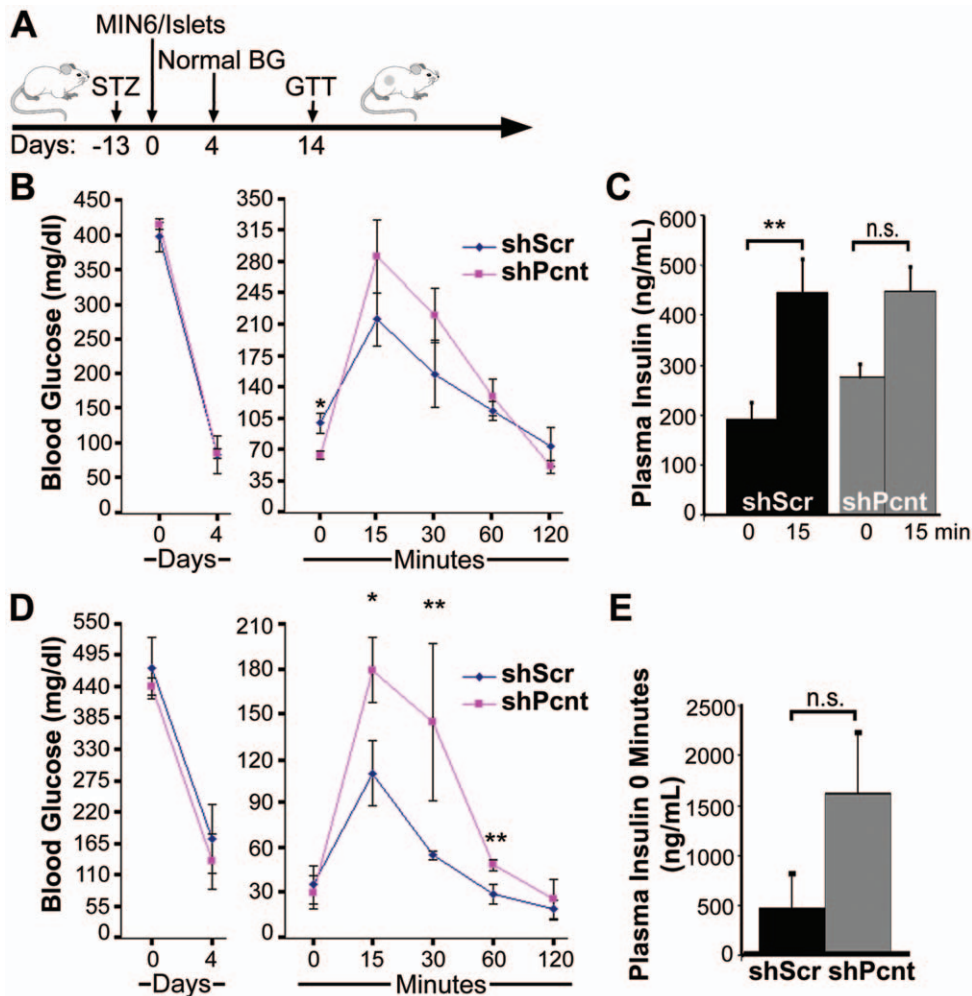 A
MIN6/Islets
Normal BG
STZ
GTT
Days: -13 0 4 14
B
Blood Glucose (mg/dl)
450
400
350
300
250
200
150
100
50
0
0 4
Days
350
315
280
245
210
175
140
105
70
35
0
*
shScr
shPcnt
0 15 30 60 120
Minutes
C
Plasma Insulin (ng/mL)
600
500
400
300
200
100
0
**
n.s.
shScr
shPcnt
0 15 0 15 min
D
Blood Glucose (mg/dl)
550
495
440
385
330
275
220
165
110
55
0
0 4
Days
210
180
150
120
90
60
30
0
* **
**
shScr
shPcnt
0 15 30 60 120
Minutes
E
Plasma Insulin 0 Minutes
(ng/mL)
2500
2000
1500
1000
500
0
n.s.
shScr shPcnt